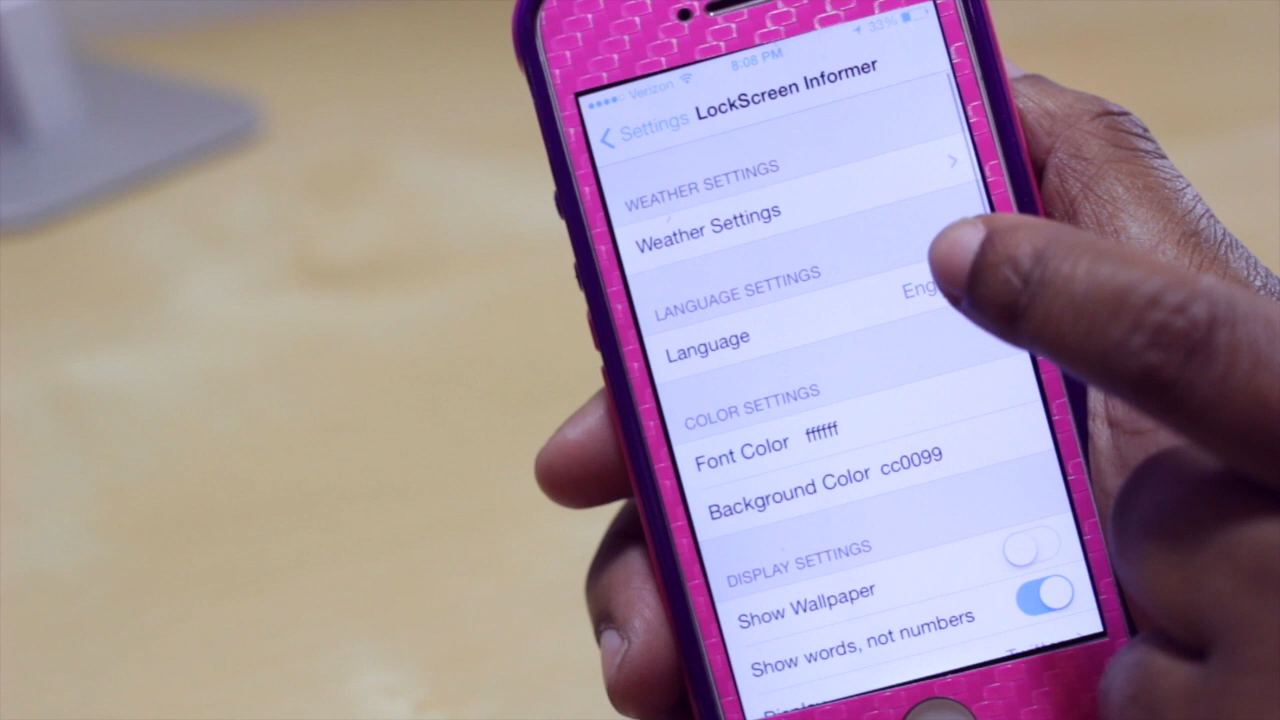 Verizon 8:08 PM 33%
Settings LockScreen Informer
WEATHER SETTINGS
Weather Settings
LANGUAGE SETTINGS
Language
COLOR SETTINGS
Font Color ffffff
Background Color cc0099
DISPLAY SETTINGS
Show Wallpaper
Show words, not numbers